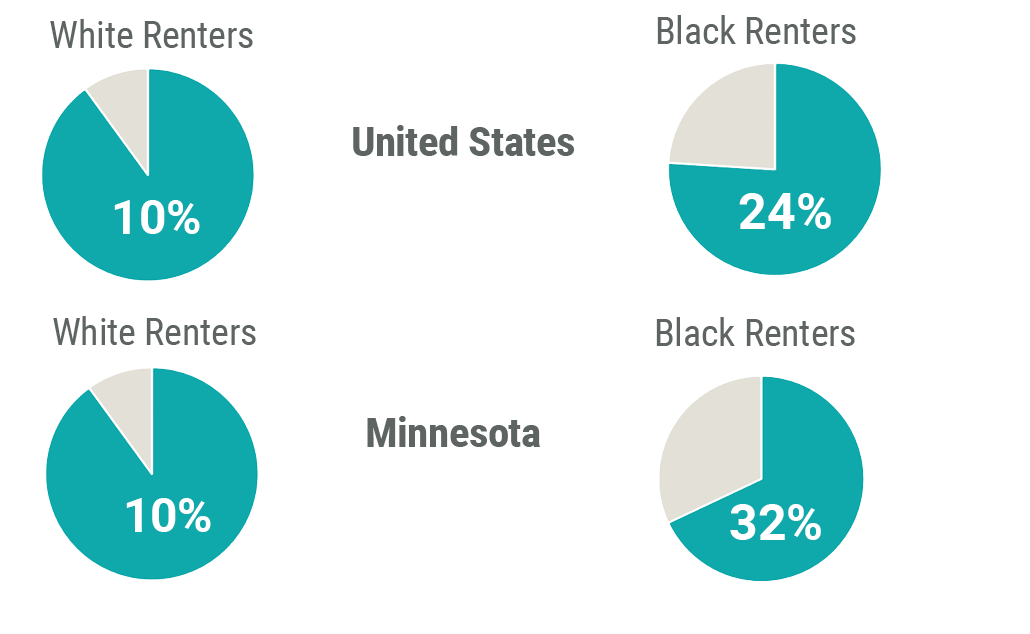 White Renters
Black Renters
United States
10%
24%
White Renters
Black Renters
Minnesota
10%
32%